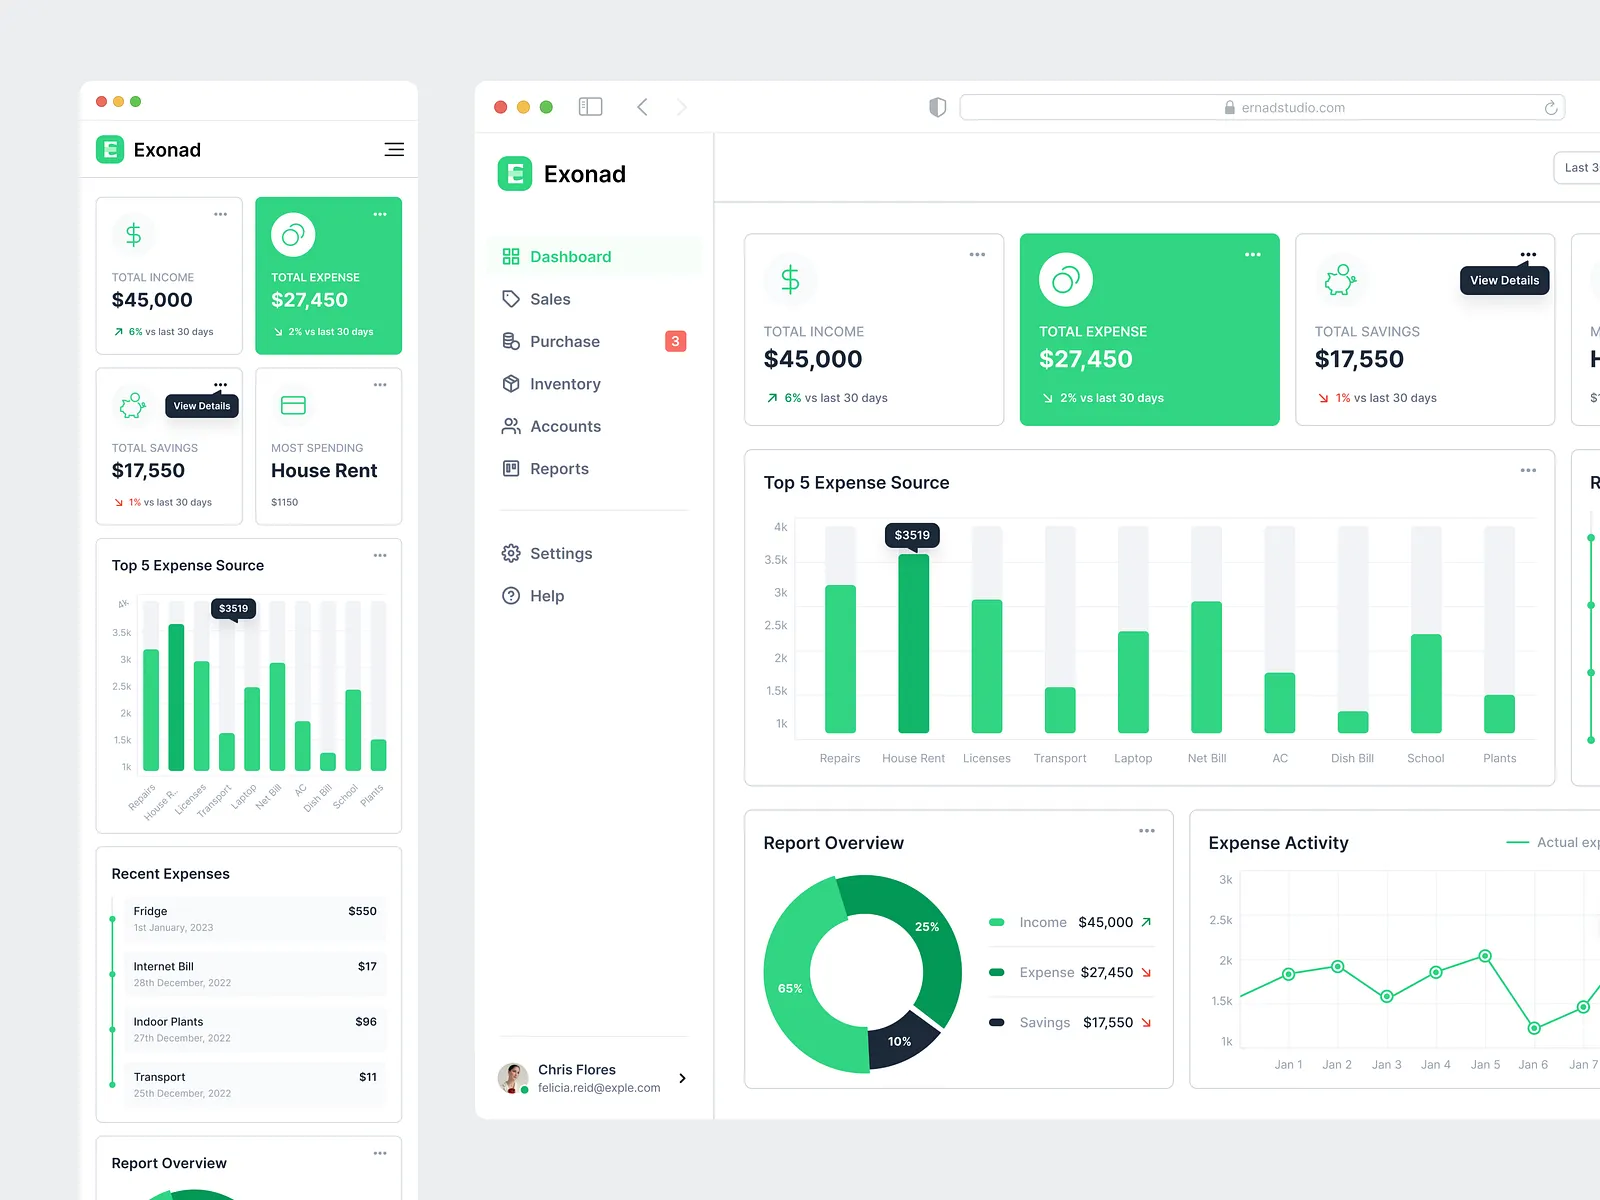 Exonad
TOTAL INCOME
$45,000
6% vs last 30 days
TOTAL EXPENSE
$27,450
2% vs last 30 days
View Details
TOTAL SAVINGS
$17,550
1% vs last 30 days
MOST SPENDING
House Rent
$1150
Top 5 Expense Source
$3519
4k
3.5k
3k
2.5k
2k
1.5k
1k
Repairs
House R...
Licenses
Transport
Laptop
Net Bill
AC
Dish Bill
School
Plants
Recent Expenses
Fridge $550
1st January, 2023
Internet Bill $17
28th December, 2022
Indoor Plants $96
27th December, 2022
Transport $11
25th December, 2022
Report Overview
ernadstudio.com
Exonad
Dashboard
Sales
Purchase 3
Inventory
Accounts
Reports
Settings
Help
Chris Flores
felicia.reid@exple.com
Last 3
TOTAL INCOME
$45,000
6% vs last 30 days
TOTAL EXPENSE
$27,450
2% vs last 30 days
View Details
TOTAL SAVINGS
$17,550
1% vs last 30 days
M
H
$1
Top 5 Expense Source
$3519
4k
3.5k
3k
2.5k
2k
1.5k
1k
Repairs House Rent Licenses Transport Laptop Net Bill AC Dish Bill School Plants
R
Report Overview
25%
65%
10%
Income $45,000
Expense $27,450
Savings $17,550
Expense Activity
Actual exp
3k
2.5k
2k
1.5k
1k
Jan 1 Jan 2 Jan 3 Jan 4 Jan 5 Jan 6 Jan 7